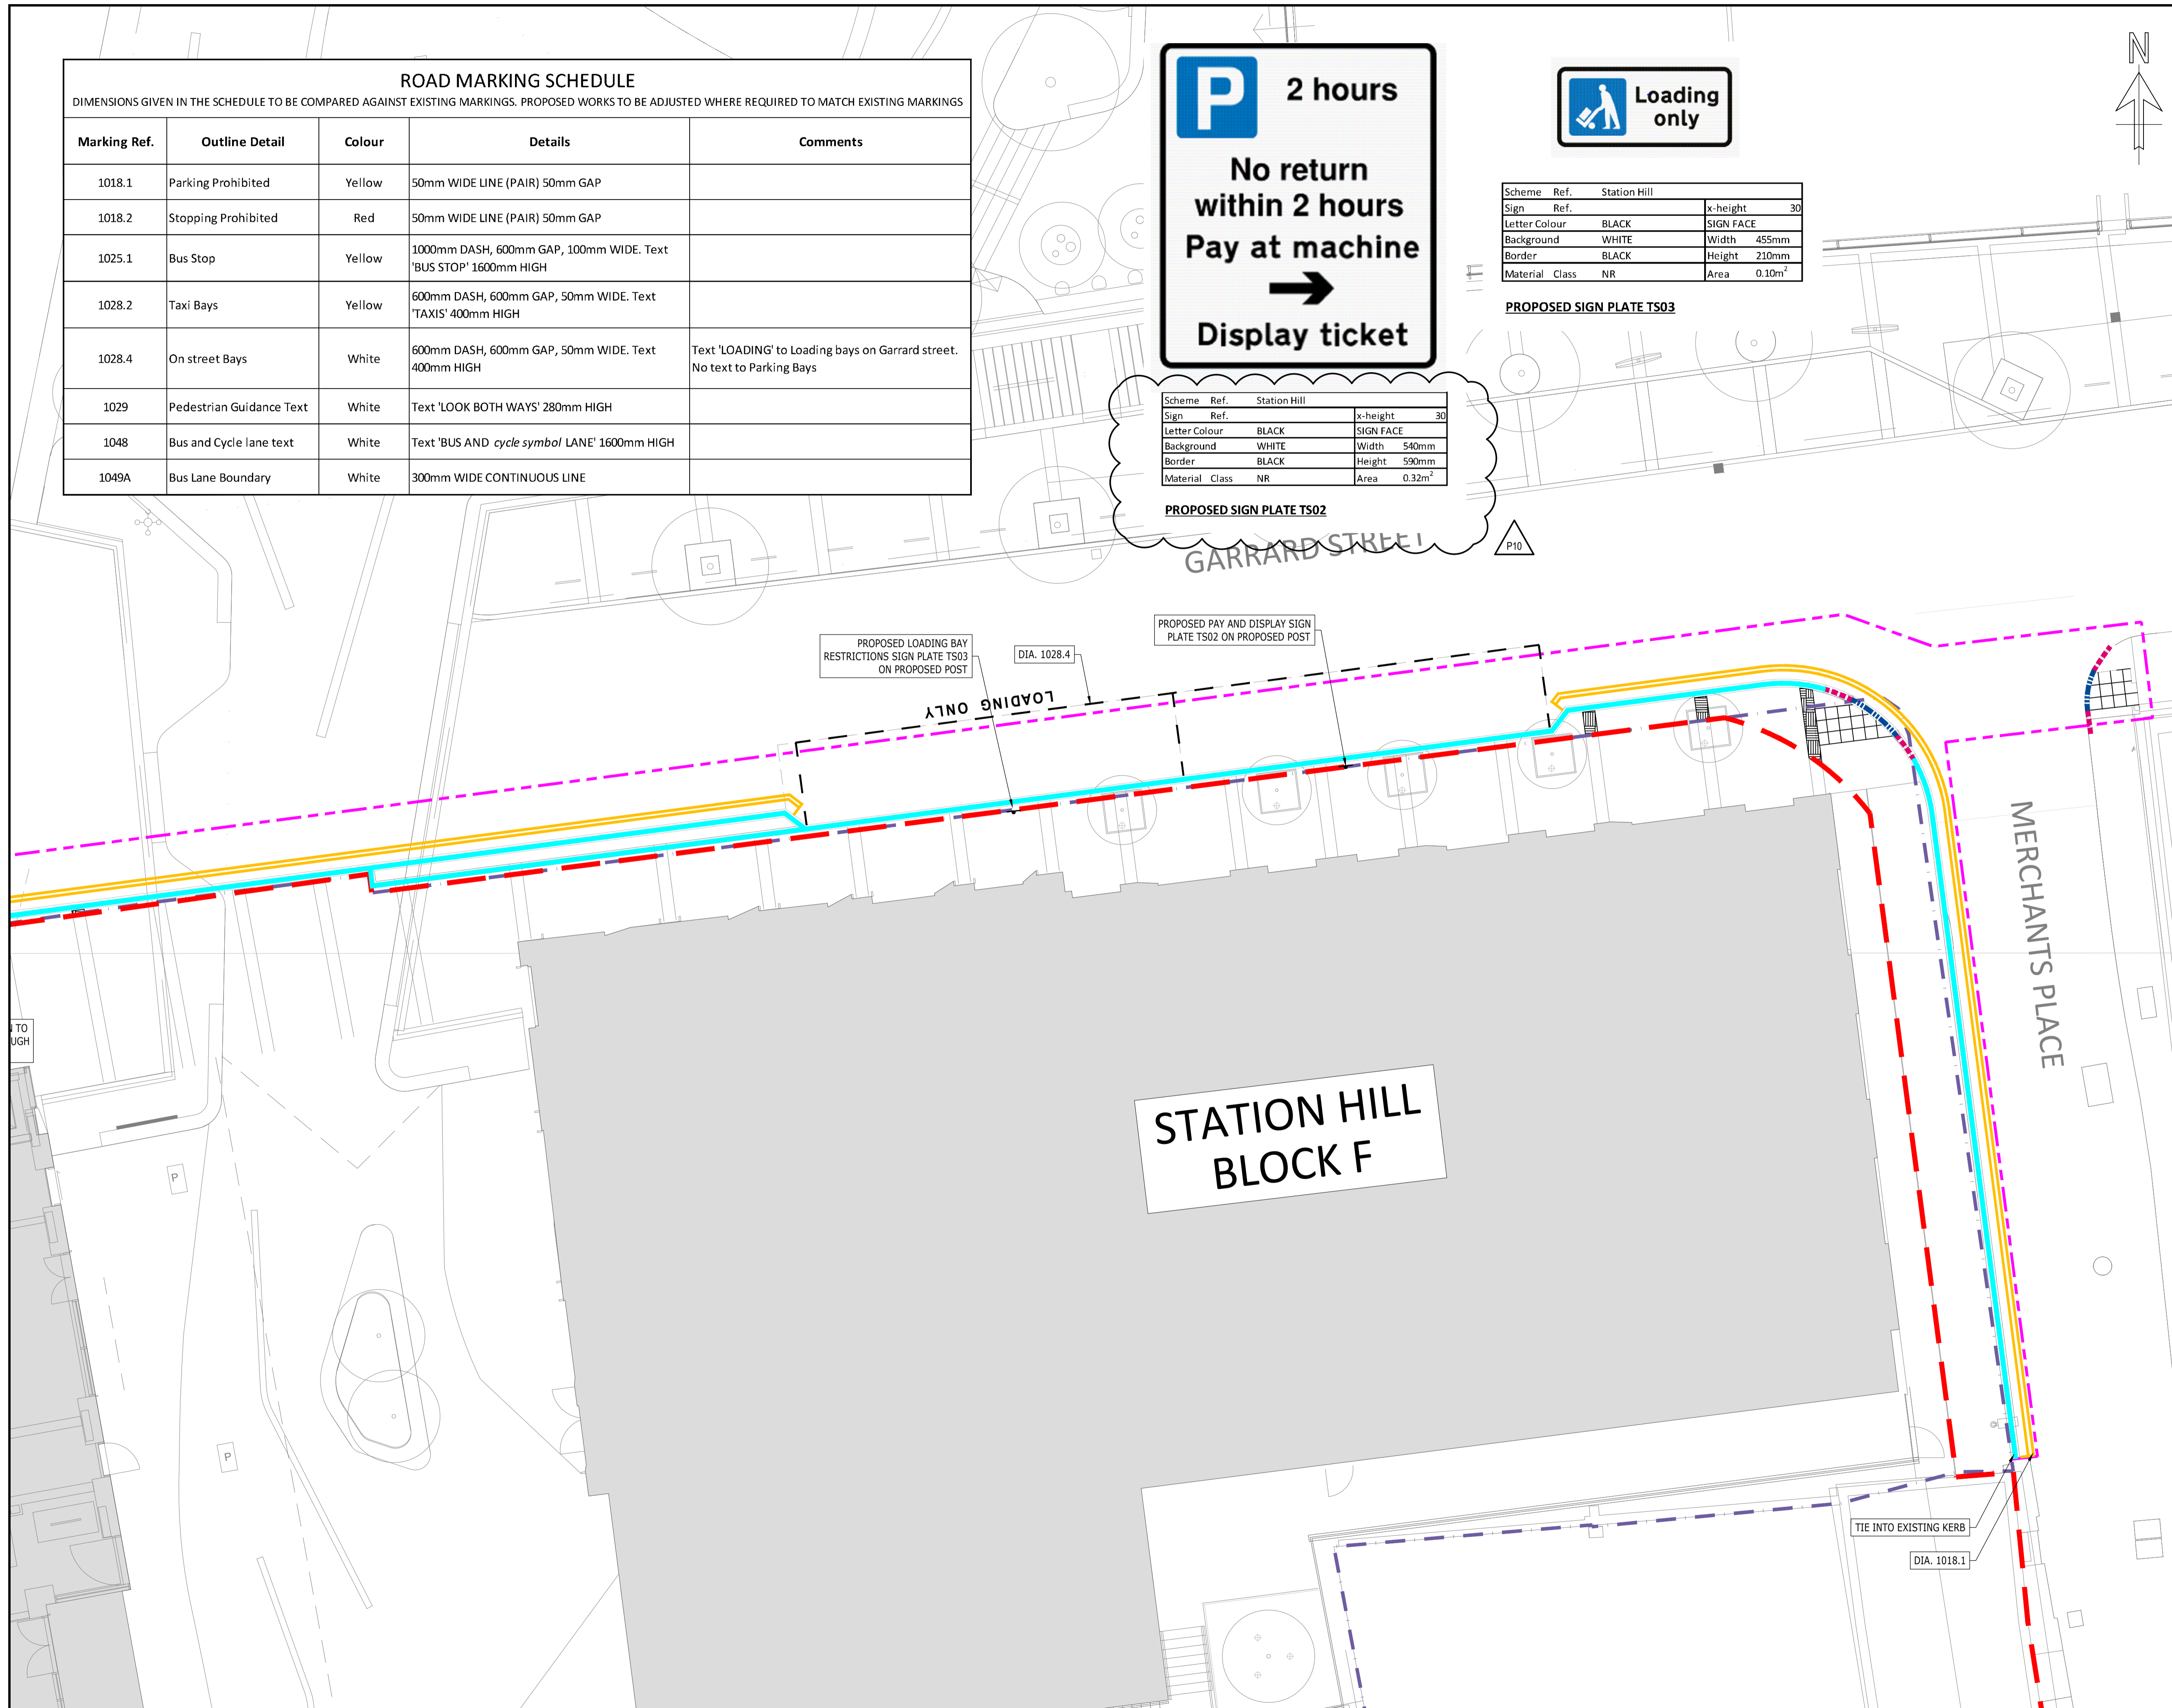 ROAD MARKING SCHEDULE
DIMENSIONS GIVEN IN THE SCHEDULE TO BE COMPARED AGAINST EXISTING MARKINGS. PROPOSED WORKS TO BE ADJUSTED WHERE REQUIRED TO MATCH EXISTING MARKINGS
Marking Ref. Outline Detail Colour Details Comments
1018.1 Parking Prohibited Yellow 50mm WIDE LINE (PAIR) 50mm GAP
1018.2 Stopping Prohibited Red 50mm WIDE LINE (PAIR) 50mm GAP
1025.1 Bus Stop Yellow 1000mm DASH, 600mm GAP, 100mm WIDE. Text
'BUS STOP' 1600mm HIGH
1028.2 Taxi Bays Yellow 600mm DASH, 600mm GAP, 50mm WIDE. Text
'TAXIS' 400mm HIGH
1028.4 On street Bays White 600mm DASH, 600mm GAP, 50mm WIDE. Text
400mm HIGH
Text 'LOADING' to Loading bays on Garrard street.
No text to Parking Bays
1029 Pedestrian Guidance Text White Text 'LOOK BOTH WAYS' 280mm HIGH
1048 Bus and Cycle lane text White Text 'BUS AND cycle symbol LANE' 1600mm HIGH
1049A Bus Lane Boundary White 300mm WIDE CONTINUOUS LINE
P 2 hours
No return
within 2 hours
Pay at machine
Display ticket
Scheme Ref. Station Hill
Sign Ref. x-height 30
Letter Colour BLACK SIGN FACE
Background WHITE Width 540mm
Border BLACK Height 590mm
Material Class NR Area 0.32m²
PROPOSED SIGN PLATE TS02
P10
Loading
only
Scheme Ref. Station Hill
Sign Ref. x-height 30
Letter Colour BLACK SIGN FACE
Background WHITE Width 455mm
Border BLACK Height 210mm
Material Class NR Area 0.10m²
PROPOSED SIGN PLATE TS03
N
GARRARD STREET
PROPOSED LOADING BAY
RESTRICTIONS SIGN PLATE TS03
ON PROPOSED POST
DIA. 1028.4
PROPOSED PAY AND DISPLAY SIGN
PLATE TS02 ON PROPOSED POST
LOADING ONLY
MERCHANTS PLACE
STATION HILL
BLOCK F
P
P
TIE INTO EXISTING KERB
DIA. 1018.1